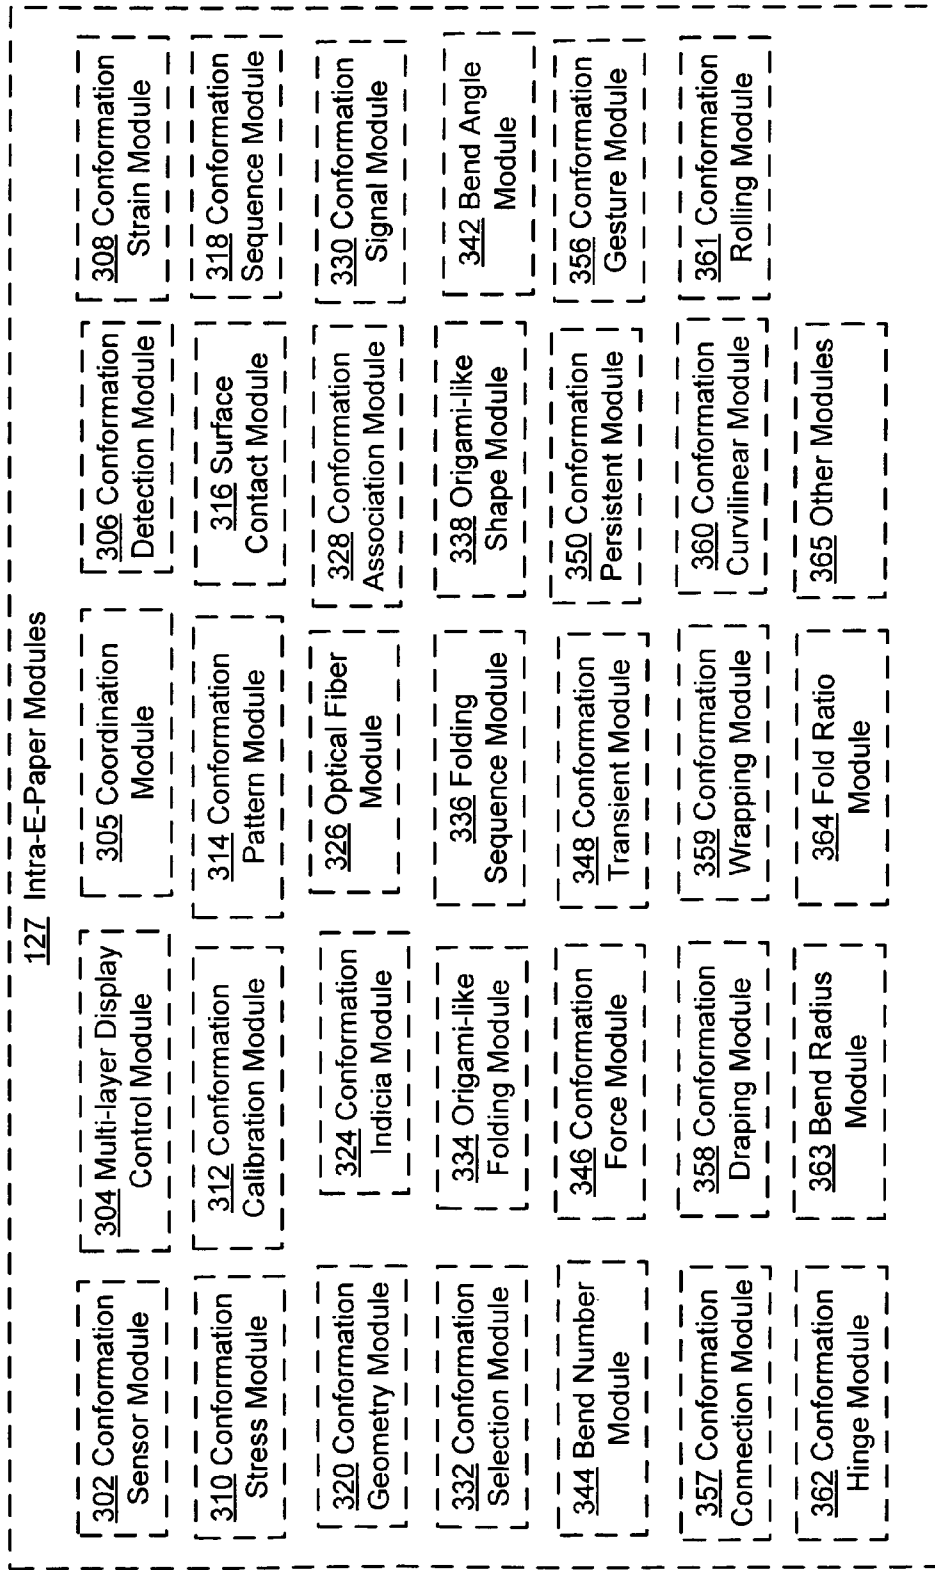 127 Intra-E-Paper Modules
302 Conformation
Sensor Module
304 Multi-layer Display
Control Module
305 Coordination
Module
306 Conformation
Detection Module
308 Conformation
Strain Module
310 Conformation
Stress Module
312 Conformation
Calibration Module
314 Conformation
Pattern Module
316 Surface
Contact Module
318 Conformation
Sequence Module
320 Conformation
Geometry Module
324 Conformation
Indicia Module
326 Optical Fiber
Module
328 Conformation
Association Module
330 Conformation
Signal Module
332 Conformation
Selection Module
334 Origami-like
Folding Module
336 Folding
Sequence Module
338 Origami-like
Shape Module
342 Bend Angle
Module
344 Bend Number
Module
346 Conformation
Force Module
348 Conformation
Transient Module
350 Conformation
Persistent Module
356 Conformation
Gesture Module
357 Conformation
Connection Module
358 Conformation
Draping Module
359 Conformation
Wrapping Module
360 Conformation
Curvilinear Module
361 Conformation
Rolling Module
362 Conformation
Hinge Module
363 Bend Radius
Module
364 Fold Ratio
Module
365 Other Modules